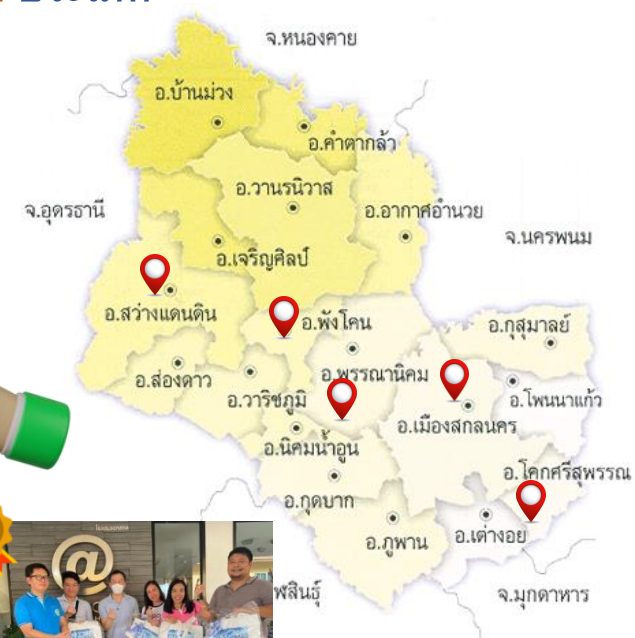 จ.หนองคาย
อ.บ้านม่วง
อ.คำตากล้า
อ.วานรนิวาส
อ.อากาศอำนวย
จ.อุดรธานี
จ.นครพนม
อ.เจริญศิลป์
อ.สว่างแดนดิน
อ.พังโคน
อ.กุสุมาลย์
อ.ส่องดาว
อ.วาริชภูมิ
อ.พรรณานิคม
อ.โพนนาแก้ว
อ.เมืองสกลนคร
อ.นิคมน้ำอูน
อ.โคกศรีสุพรรณ
อ.กุดบาก
อ.ภูพาน
อ.เต่างอย
ฬสินธุ์
จ.มุกดาหาร
@